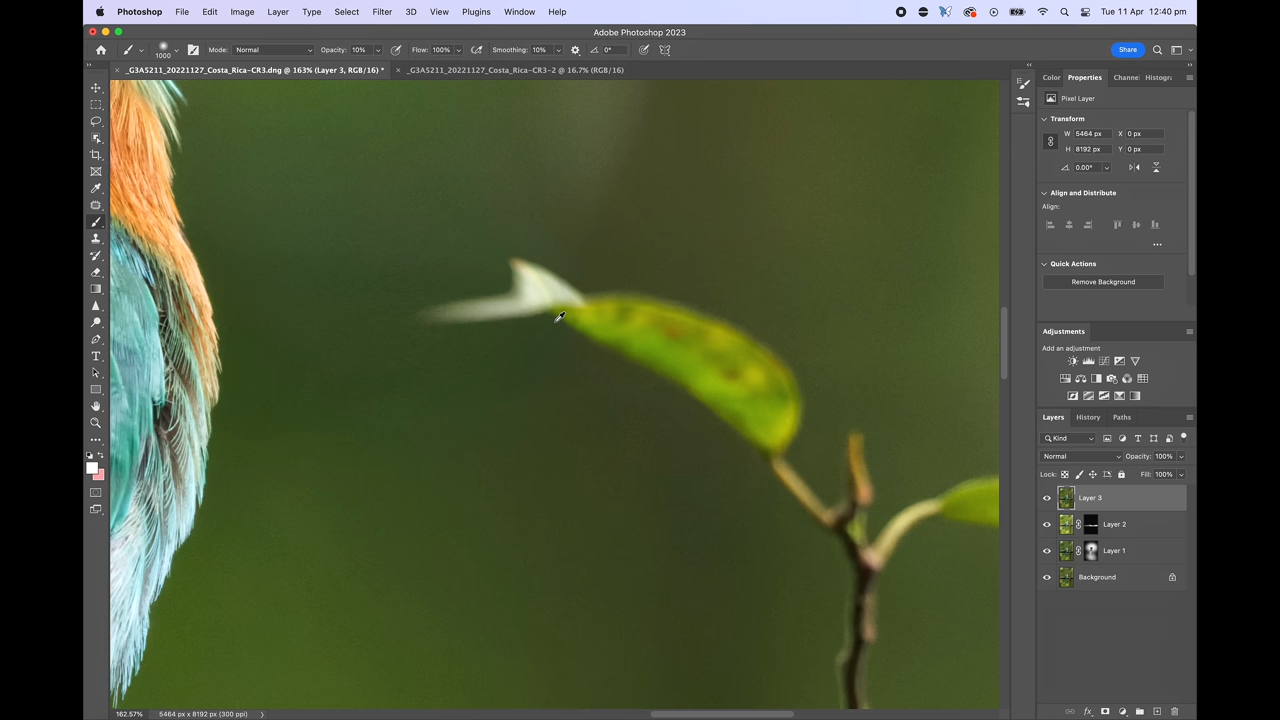 Photoshop File Edit Image Layer Type Select Filter 3D View Plugins Window Help Tue 11 Apr 12:40 pm
Adobe Photoshop 2023
1000 Mode: Normal Opacity: 10% Flow: 100% Smoothing: 10% 0° Share
× _G3A5211_20221127_Costa_Rica-CR3.dng @ 163% (Layer 3, RGB/16) * × _G3A5211_20221127_Costa_Rica-CR3-2 @ 16.7% (RGB/16)
Color Properties Channe Histogra
Pixel Layer
Transform
W 5464 px X 0 px
H 8192 px Y 0 px
0.00°
Align and Distribute
Align:
Quick Actions
Remove Background
Adjustments
Add an adjustment
Layers History Paths
Kind
Normal Opacity: 100%
Lock: Fill: 100%
Layer 3
Layer 2
Layer 1
Background
162.57% 5464 px x 8192 px (300 ppi)